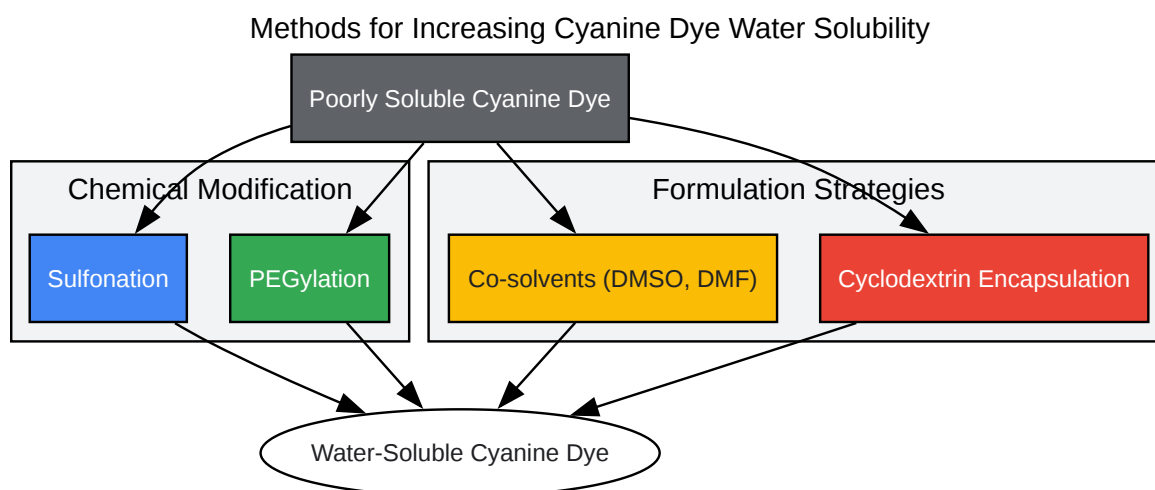 Methods for Increasing Cyanine Dye Water Solubility
Poorly Soluble Cyanine Dye
Chemical Modification
Formulation Strategies
Sulfonation
PEGylation
Co-solvents (DMSO, DMF)
Cyclodextrin Encapsulation
Water-Soluble Cyanine Dye